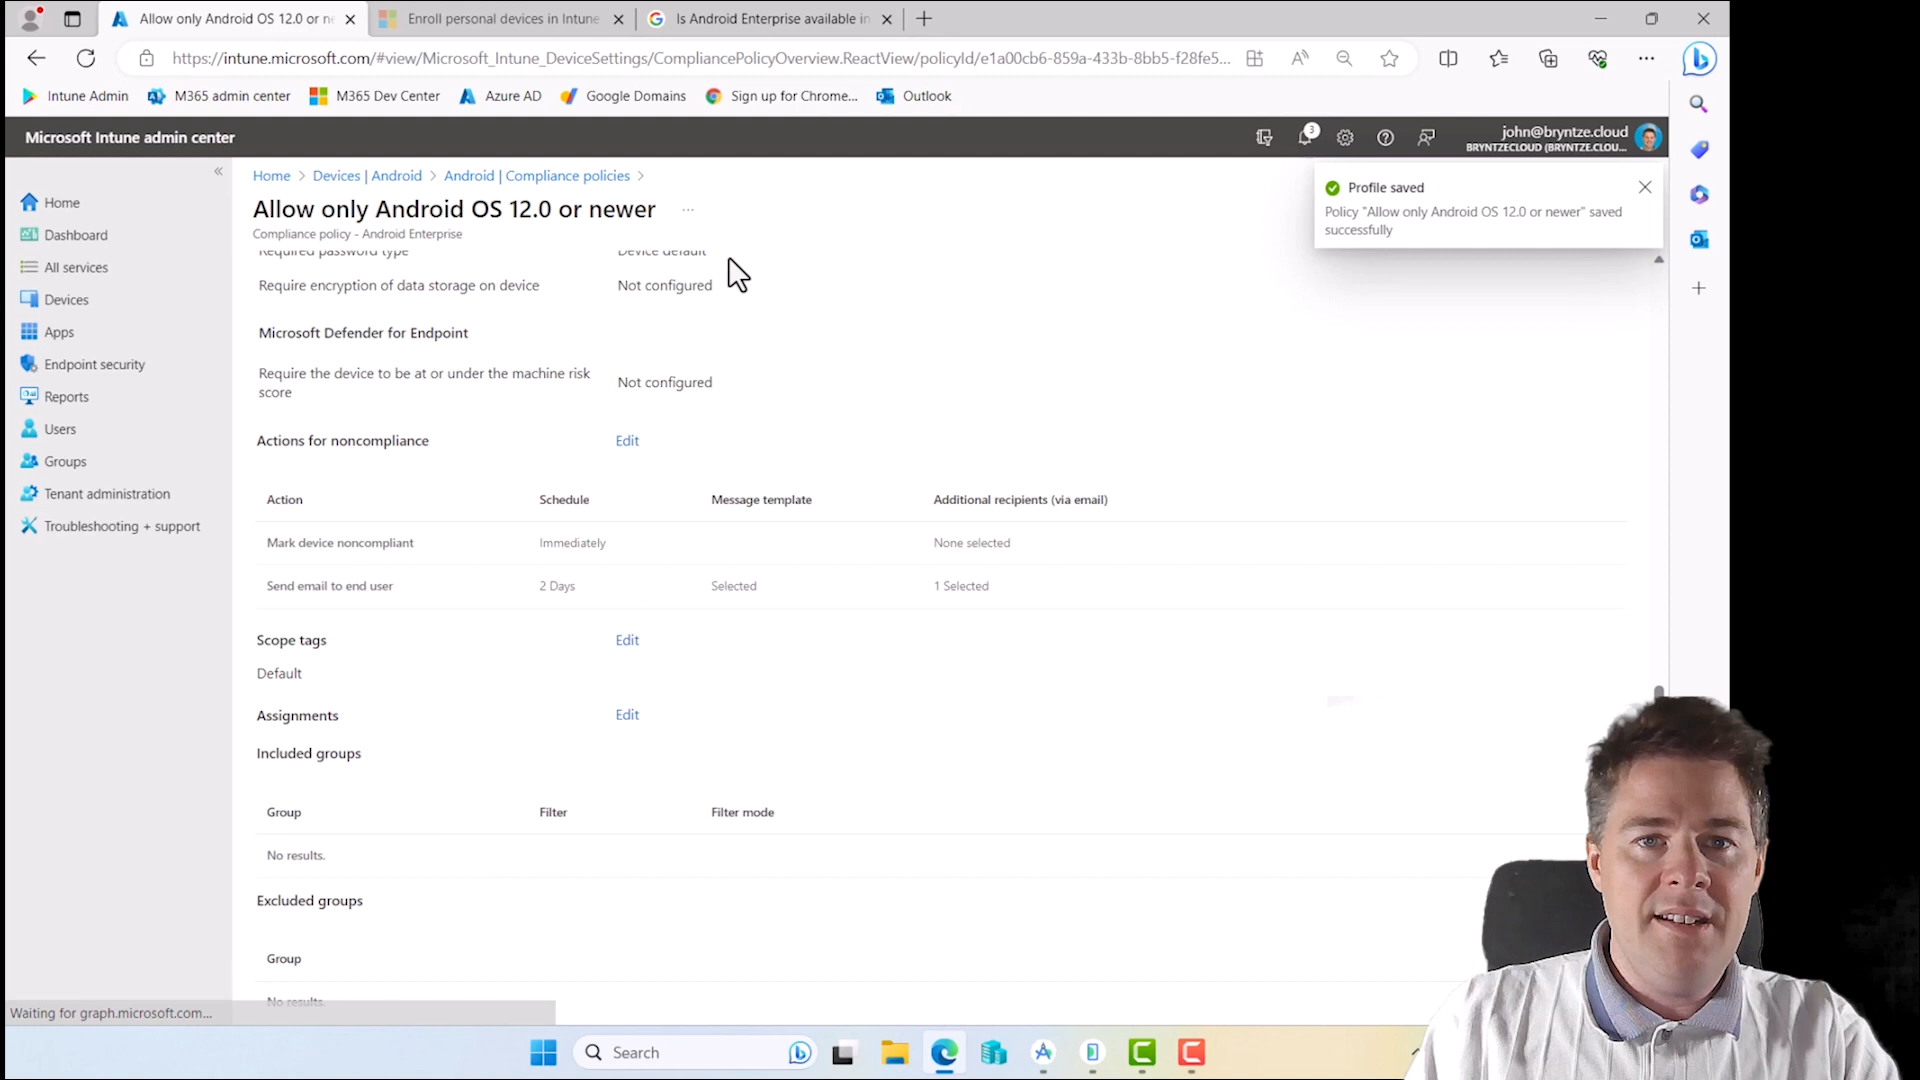 Allow only Android OS 12.0 or ne
Enroll personal devices in Intune
Is Android Enterprise available in
https://intune.microsoft.com/#view/Microsoft_Intune_DeviceSettings/CompliancePolicyOverview.ReactView/policyId/e1a00cb6-859a-433b-8bb5-f28fe5...
Intune Admin
M365 admin center
M365 Dev Center
Azure AD
Google Domains
Sign up for Chrome...
Outlook
Microsoft Intune admin center
3
john@bryntze.cloud
BRYNTZECLOUD (BRYNTZE.CLOU...
Home > Devices | Android > Android | Compliance policies >
Allow only Android OS 12.0 or newer ...
Compliance policy - Android Enterprise
Profile saved
Policy "Allow only Android OS 12.0 or newer" saved
successfully
Home
Dashboard
All services
Devices
Apps
Endpoint security
Reports
Users
Groups
Tenant administration
Troubleshooting + support
Required password type Device default
Require encryption of data storage on device Not configured
Microsoft Defender for Endpoint
Require the device to be at or under the machine risk
score Not configured
Actions for noncompliance Edit
Action Schedule Message template Additional recipients (via email)
Mark device noncompliant Immediately None selected
Send email to end user 2 Days Selected 1 Selected
Scope tags Edit
Default
Assignments Edit
Included groups
Group Filter Filter mode
No results.
Excluded groups
Group
No results.
Waiting for graph.microsoft.com...
Search